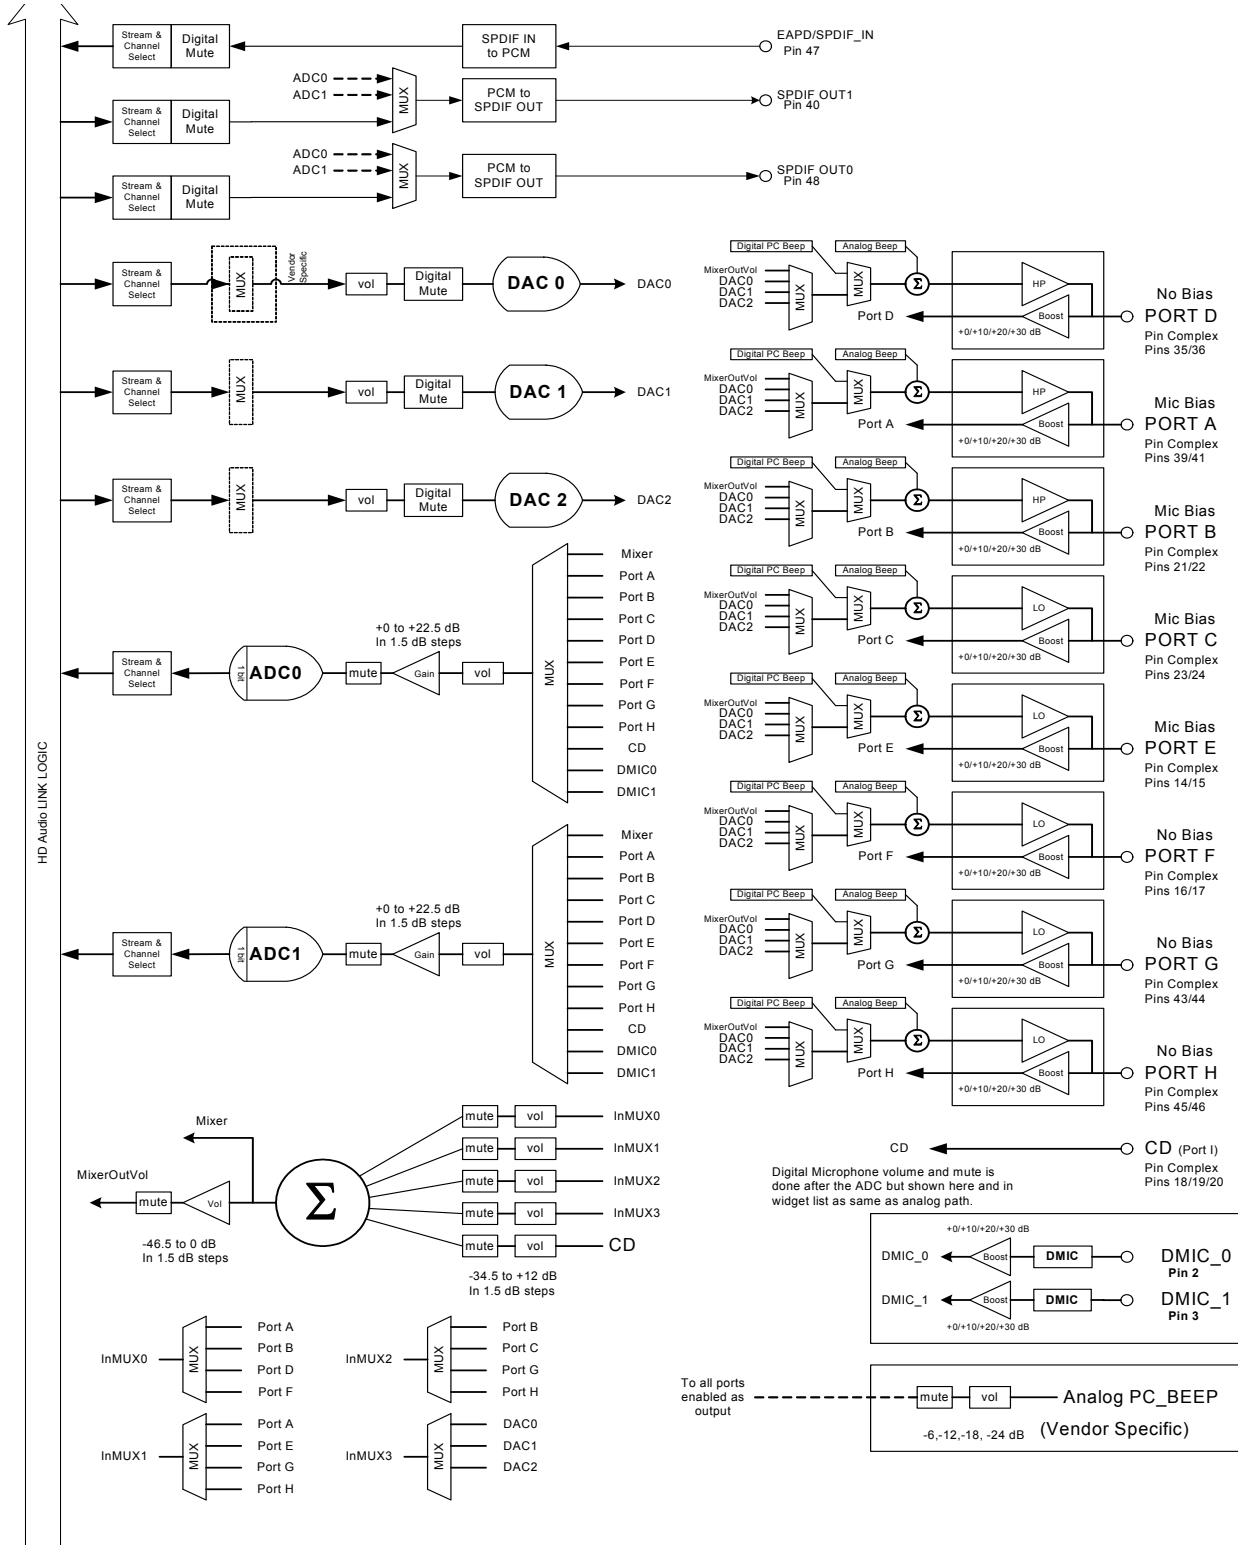 Stream &
Channel
Select
Digital
Mute
SPDIF IN
to PCM
EAPD/SPDIF_IN
Pin 47
ADC0
ADC1
MUX
PCM to
SPDIF OUT
SPDIF OUT1
Pin 40
Stream &
Channel
Select
Digital
Mute
ADC0
ADC1
MUX
PCM to
SPDIF OUT
SPDIF OUT0
Pin 48
Stream &
Channel
Select
Digital
Mute
Stream &
Channel
Select
MUX
Vendor
Specific
vol
Digital
Mute
DAC 0
DAC0
Stream &
Channel
Select
MUX
vol
Digital
Mute
DAC 1
DAC1
Stream &
Channel
Select
MUX
vol
Digital
Mute
DAC 2
DAC2
HD Audio LINK LOGIC
Stream &
Channel
Select
1 bit
ADC0
mute
Gain
+0 to +22.5 dB
In 1.5 dB steps
vol
MUX
Mixer
Port A
Port B
Port C
Port D
Port E
Port F
Port G
Port H
CD
DMIC0
DMIC1
Stream &
Channel
Select
1 bit
ADC1
mute
Gain
+0 to +22.5 dB
In 1.5 dB steps
vol
MUX
Mixer
Port A
Port B
Port C
Port D
Port E
Port F
Port G
Port H
CD
DMIC0
DMIC1
Mixer
MixerOutVol
mute
Vol
-46.5 to 0 dB
In 1.5 dB steps
Σ
mute
vol
InMUX0
mute
vol
InMUX1
mute
vol
InMUX2
mute
vol
InMUX3
mute
vol
CD
-34.5 to +12 dB
In 1.5 dB steps
InMUX0
MUX
Port A
Port B
Port D
Port F
InMUX2
MUX
Port B
Port C
Port G
Port H
InMUX1
MUX
Port A
Port E
Port G
Port H
InMUX3
MUX
DAC0
DAC1
DAC2
Digital PC Beep
Analog Beep
MixerOutVol
DAC0
DAC1
DAC2
MUX
MUX
Σ
HP
Boost
+0/+10/+20/+30 dB
Port D
No Bias
PORT D
Pin Complex
Pins 35/36
Digital PC Beep
Analog Beep
MixerOutVol
DAC0
DAC1
DAC2
MUX
MUX
Σ
HP
Boost
+0/+10/+20/+30 dB
Port A
Mic Bias
PORT A
Pin Complex
Pins 39/41
Digital PC Beep
Analog Beep
MixerOutVol
DAC0
DAC1
DAC2
MUX
MUX
Σ
HP
Boost
+0/+10/+20/+30 dB
Port B
Mic Bias
PORT B
Pin Complex
Pins 21/22
Digital PC Beep
Analog Beep
MixerOutVol
DAC0
DAC1
DAC2
MUX
MUX
Σ
LO
Boost
+0/+10/+20/+30 dB
Port C
Mic Bias
PORT C
Pin Complex
Pins 23/24
Digital PC Beep
Analog Beep
MixerOutVol
DAC0
DAC1
DAC2
MUX
MUX
Σ
LO
Boost
+0/+10/+20/+30 dB
Port E
Mic Bias
PORT E
Pin Complex
Pins 14/15
Digital PC Beep
Analog Beep
MixerOutVol
DAC0
DAC1
DAC2
MUX
MUX
Σ
LO
Boost
+0/+10/+20/+30 dB
Port F
No Bias
PORT F
Pin Complex
Pins 16/17
Digital PC Beep
Analog Beep
MixerOutVol
DAC0
DAC1
DAC2
MUX
MUX
Σ
LO
Boost
+0/+10/+20/+30 dB
Port G
No Bias
PORT G
Pin Complex
Pins 43/44
Digital PC Beep
Analog Beep
MixerOutVol
DAC0
DAC1
DAC2
MUX
MUX
Σ
LO
Boost
+0/+10/+20/+30 dB
Port H
No Bias
PORT H
Pin Complex
Pins 45/46
CD
CD (Port I)
Pin Complex
Pins 18/19/20
Digital Microphone volume and mute is
done after the ADC but shown here and in
widget list as same as analog path.
+0/+10/+20/+30 dB
DMIC_0
Boost
DMIC
DMIC_0
Pin 2
DMIC_1
Boost
DMIC
DMIC_1
Pin 3
+0/+10/+20/+30 dB
To all ports
enabled as
output
mute
vol
Analog PC_BEEP
-6,-12,-18, -24 dB
(Vendor Specific)